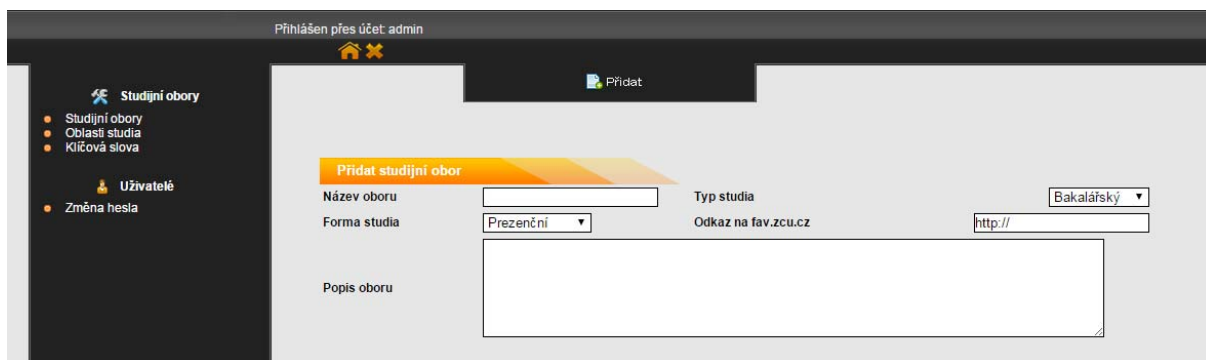 Přihlášen přes účet: admin
Přidat
Studijní obory
Studijní obory
Oblasti studia
Klíčová slova
Uživatelé
Změna hesla
Přidat studijní obor
Název oboru
Typ studia Bakalářský
Forma studia Prezenční
Odkaz na fav.zcu.cz http://
Popis oboru